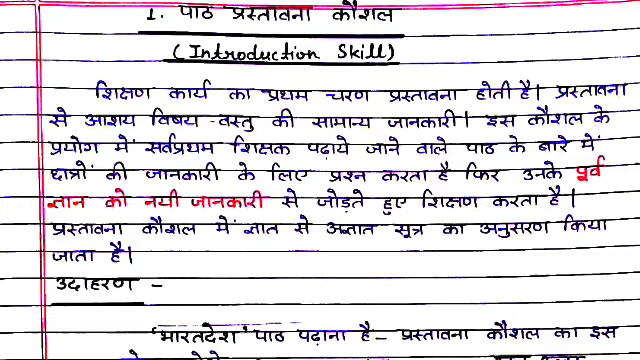 1. पाठ प्रस्तावना कौशल
(Introduction Skill)
शिक्षण कार्य का प्रथम चरण प्रस्तावना होती है। प्रस्तावना
से आशय विषय-वस्तु की सामान्य जानकारी। इस कौशल के
प्रयोग में सर्वप्रथम शिक्षक पढ़ाये जाने वाले पाठ के बारे में
छात्रों की जानकारी के लिए प्रश्न करता है फिर उनके पूर्व
ज्ञान को नयी जानकारी से जोड़ते हुए शिक्षण करता है।
प्रस्तावना कौशल में ज्ञात से अज्ञात सूत्र का अनुसरण किया
जाता है।
उदाहरण -
'भारतदेश' पाठ पढ़ाना है - प्रस्तावना कौशल का इस